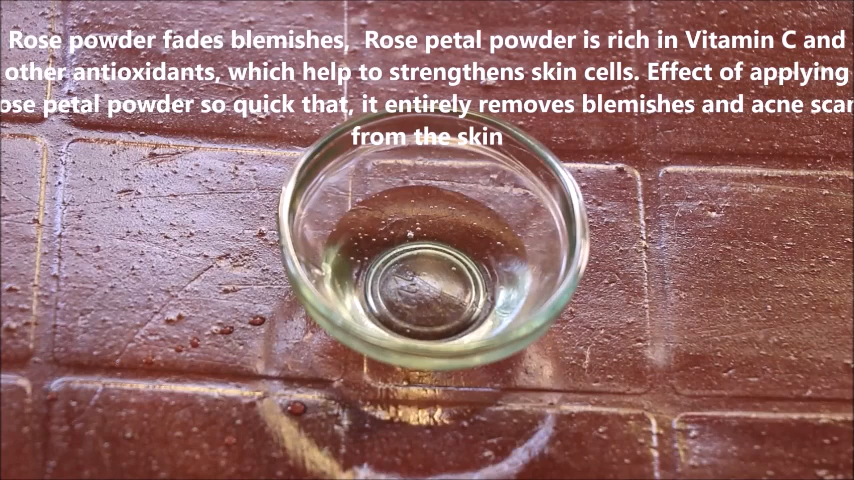 Rose powder fades blemishes,  Rose petal powder is rich in Vitamin C and
other antioxidants, which help to strengthens skin cells. Effect of applying
ose petal powder so quick that, it entirely removes blemishes and acne scar
from the skin